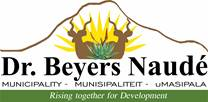 Dr. Beyers Naudé
MUNICIPALITY - MUNISIPALITEIT - uMASIPALA
Rising together for Development